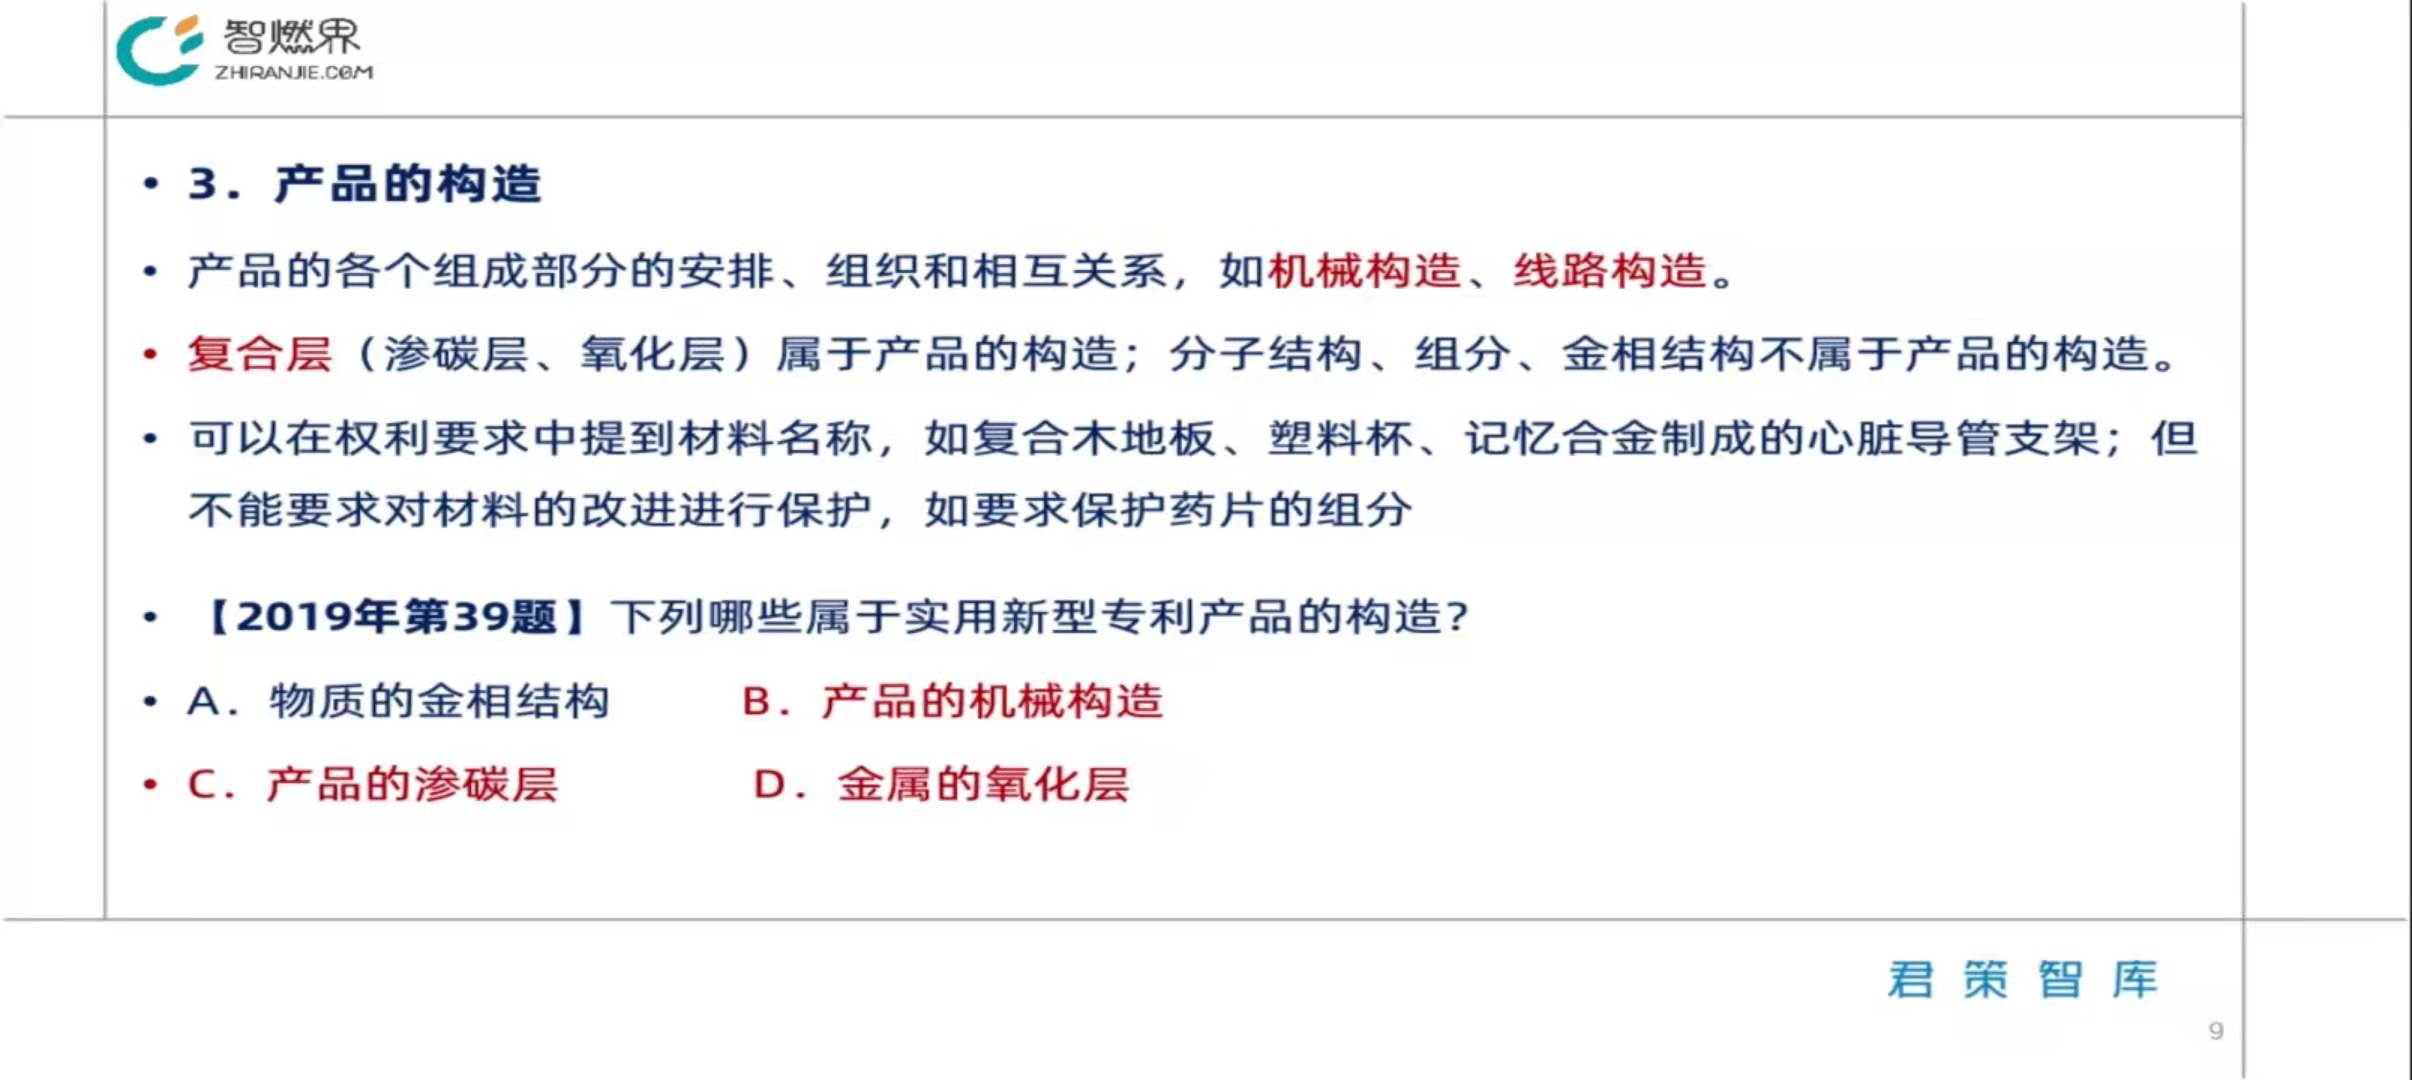 智燃界
ZHIRANJIE.COM
• 3．产品的构造
• 产品的各个组成部分的安排、组织和相互关系，如机械构造、线路构造。
• 复合层（渗碳层、氧化层）属于产品的构造；分子结构、组分、金相结构不属于产品的构造。
• 可以在权利要求中提到材料名称，如复合木地板、塑料杯、记忆合金制成的心脏导管支架；但
不能要求对材料的改进进行保护，如要求保护药片的组分
• 【2019年第39题】下列哪些属于实用新型专利产品的构造？
• A．物质的金相结构 B．产品的机械构造
• C．产品的渗碳层 D．金属的氧化层
君策智库
9